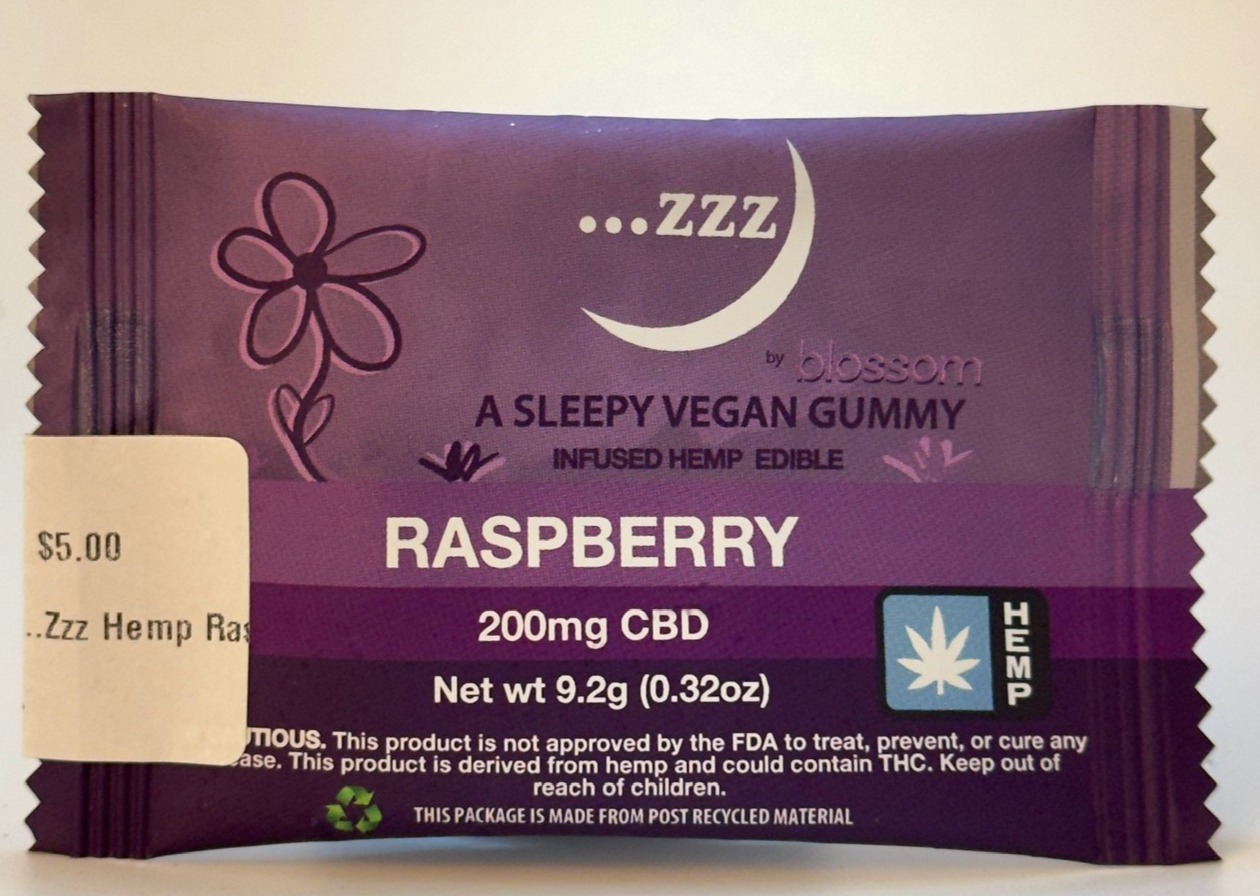 ...zzz
by blossom
A SLEEPY VEGAN GUMMY
INFUSED HEMP EDIBLE
RASPBERRY
$5.00
200mg CBD
..Zzz Hemp Ras
HEMP
Net wt 9.2g (0.32oz)
UTIOUS. This product is not approved by the FDA to treat, prevent, or cure any
ease. This product is derived from hemp and could contain THC. Keep out of
reach of children.
THIS PACKAGE IS MADE FROM POST RECYCLED MATERIAL